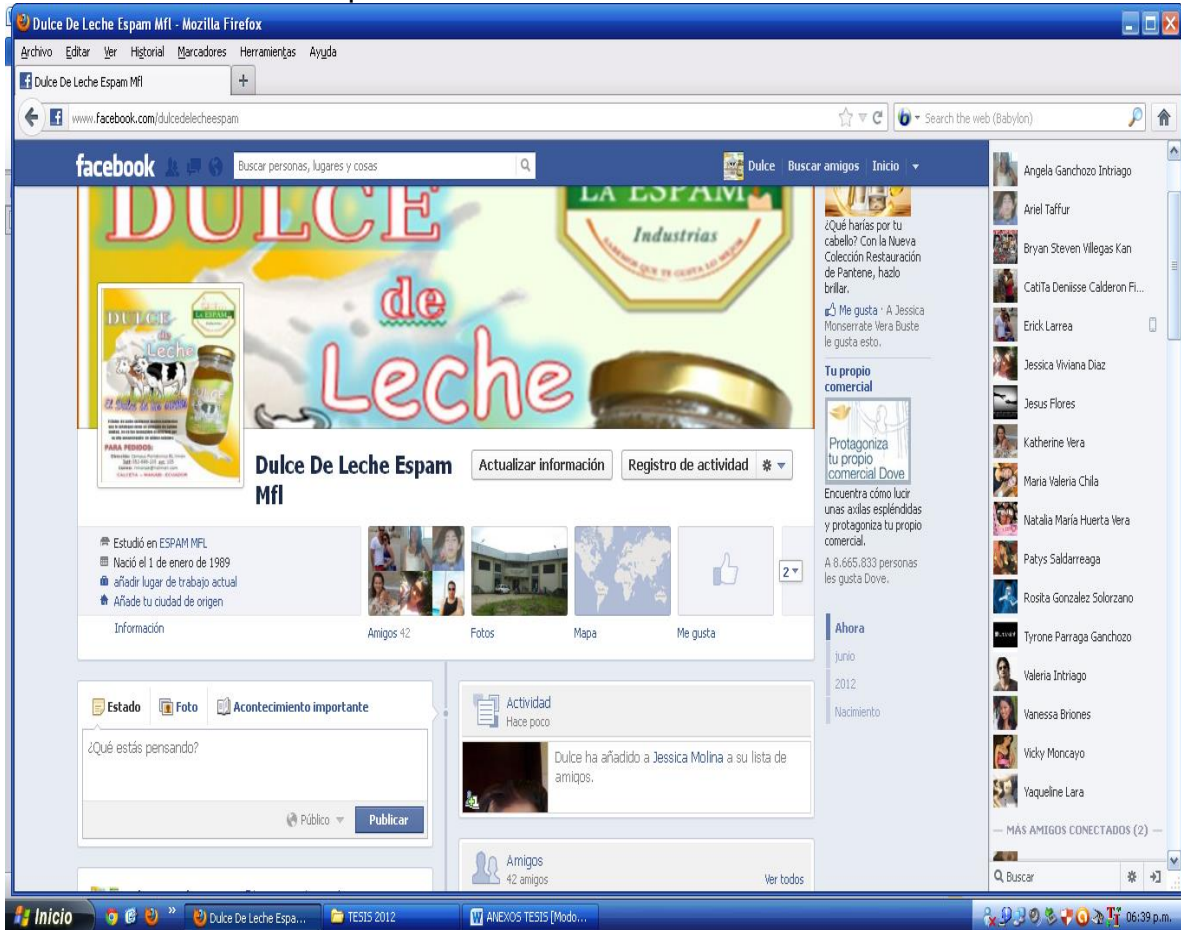 Dulce De Leche Espam Mfl - Mozilla Firefox
Archivo Editar Ver Historial Marcadores Herramientas Ayuda
Dulce De Leche Espam Mfl
www.facebook.com/dulcedelecheespam
Search the web (Babylon)
facebook
Buscar personas, lugares y cosas
Dulce
Buscar amigos
Inicio
DULCE
de
Leche
LA ESPAM
Industrias
DULCE
de
Leche
LA ESPAM
PARA PEDIDOS:
Dulce De Leche Espam
Mfl
Actualizar información
Registro de actividad
Estudió en ESPAM MFL
Nació el 1 de enero de 1989
añadir lugar de trabajo actual
Añade tu ciudad de origen
Información
Amigos 42
Fotos
Mapa
Me gusta
2
Estado
Foto
Acontecimiento importante
¿Qué estás pensando?
Público
Publicar
Actividad
Hace poco
Dulce ha añadido a Jessica Molina a su lista de
amigos.
Amigos
42 amigos
Ver todos
¿Qué harías por tu
cabello? Con la Nueva
Colección Restauración
de Pantene, hazlo
brillar.
Me gusta · A Jessica
Monserrate Vera Buste
le gusta esto.
Tu propio
comercial
Protagoniza
tu propio
comercial Dove
Encuentra cómo lucir
unas axilas espléndidas
y protagoniza tu propio
comercial.
A 8.665.833 personas
les gusta Dove.
Ahora
junio
2012
Nacimiento
Angela Ganchozo Intriago
Ariel Taffur
Bryan Steven Villegas Kan
CatiTa Deniisse Calderon Fi...
Erick Larrea
Jessica Viviana Diaz
Jesus Flores
Katherine Vera
Maria Valeria Chila
Natalia María Huerta Vera
Patys Saldarreaga
Rosita Gonzalez Solorzano
Tyrone Parraga Ganchozo
Valeria Intriago
Vanessa Briones
Vicky Moncayo
Yaqueline Lara
MÁS AMIGOS CONECTADOS (2)
Buscar
Inicio
Dulce De Leche Espa...
TESIS 2012
ANEXOS TESIS [Modo...
06:39 p.m.